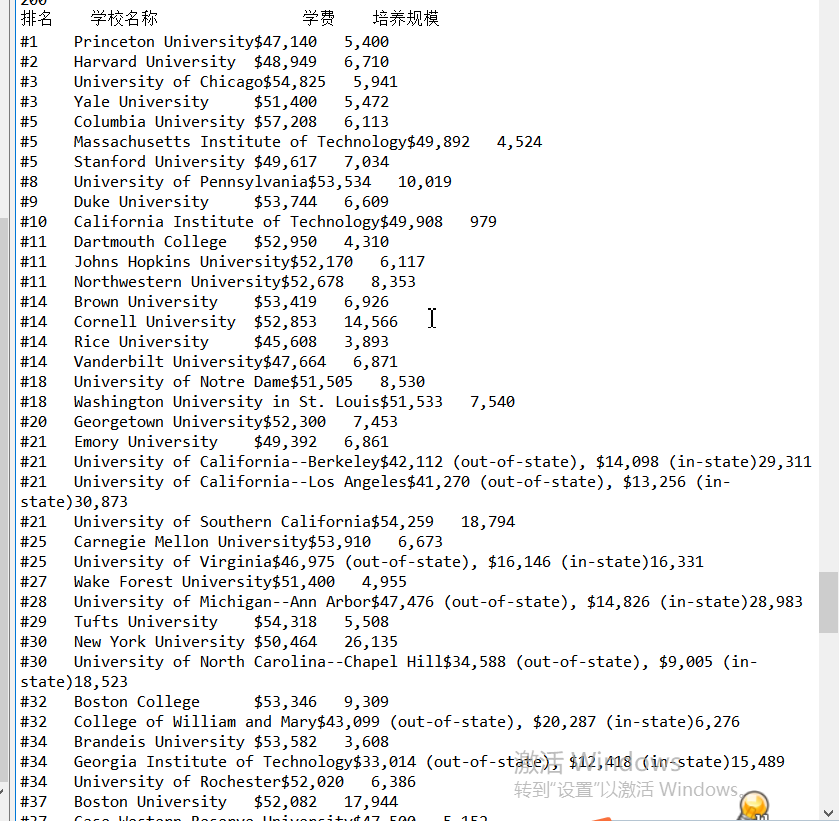 200
排名 学校名称 学费 培养规模
#1 Princeton University$47,140 5,400
#2 Harvard University $48,949 6,710
#3 University of Chicago$54,825 5,941
#3 Yale University $51,400 5,472
#5 Columbia University $57,208 6,113
#5 Massachusetts Institute of Technology$49,892 4,524
#5 Stanford University $49,617 7,034
#8 University of Pennsylvania$53,534 10,019
#9 Duke University $53,744 6,609
#10 California Institute of Technology$49,908 979
#11 Dartmouth College $52,950 4,310
#11 Johns Hopkins University$52,170 6,117
#11 Northwestern University$52,678 8,353
#14 Brown University $53,419 6,926
#14 Cornell University $52,853 14,566
#14 Rice University $45,608 3,893
#14 Vanderbilt University$47,664 6,871
#18 University of Notre Dame$51,505 8,530
#18 Washington University in St. Louis$51,533 7,540
#20 Georgetown University$52,300 7,453
#21 Emory University $49,392 6,861
#21 University of California--Berkeley$42,112 (out-of-state), $14,098 (in-state)29,311
#21 University of California--Los Angeles$41,270 (out-of-state), $13,256 (in-
state)30,873
#21 University of Southern California$54,259 18,794
#25 Carnegie Mellon University$53,910 6,673
#25 University of Virginia$46,975 (out-of-state), $16,146 (in-state)16,331
#27 Wake Forest University$51,400 4,955
#28 University of Michigan--Ann Arbor$47,476 (out-of-state), $14,826 (in-state)28,983
#29 Tufts University $54,318 5,508
#30 New York University $50,464 26,135
#30 University of North Carolina--Chapel Hill$34,588 (out-of-state), $9,005 (in-
state)18,523
#32 Boston College $53,346 9,309
#32 College of William and Mary$43,099 (out-of-state), $20,287 (in-state)6,276
#34 Brandeis University $53,582 3,608
#34 Georgia Institute of Technology$33,014 (out-of-state), $12,418 (in-state)15,489
#34 University of Rochester$52,020 6,386
#37 Boston University $52,082 17,944
#37 Case Western Reserve University$47,500 5,152
激活 Windows
转到"设置"以激活 Windows。